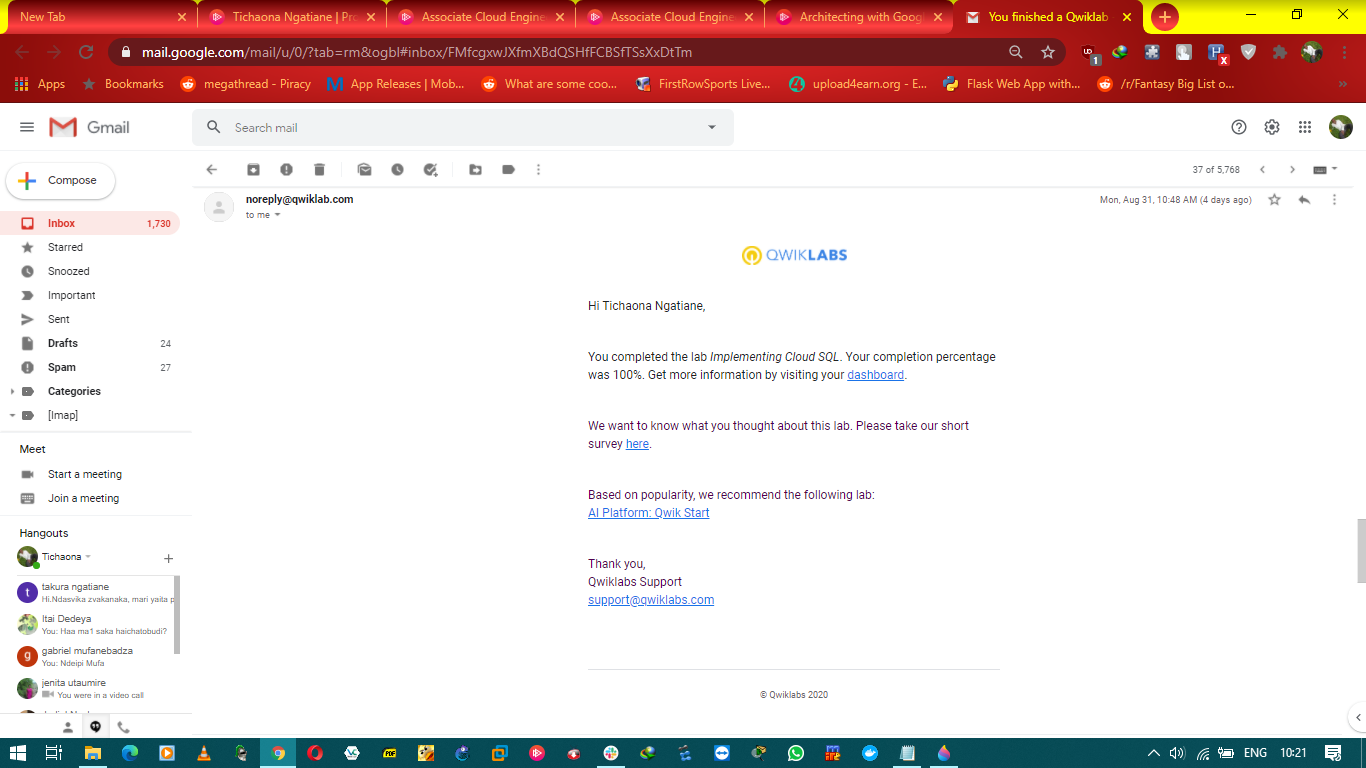 New Tab
Tichaona Ngatiane | Pro
Associate Cloud Engine
Associate Cloud Engine
Architecting with Goog
You finished a Qwiklab
mail.google.com/mail/u/0/?tab=rm&ogbl#inbox/FMfcgxwJXfmXBdQSHfFCBSfTSsXxDtTm
Apps
Bookmarks
megathread - Piracy
App Releases | Mob...
What are some coo...
FirstRowSports Live...
upload4earn.org - E...
Flask Web App with...
/r/Fantasy Big List o...
Gmail
Search mail
Compose
37 of 5,768
Inbox 1,730
Starred
Snoozed
Important
Sent
Drafts 24
Spam 27
Categories
[Imap]
Meet
Start a meeting
Join a meeting
Hangouts
Tichaona
takura ngatiane
Hi.Ndasvika zvakanaka, mari yaita p
Itai Dedeya
You: Haa ma1 saka haichatobudi?
gabriel mufanebadza
You: Ndeipi Mufa
jenita utaumire
You were in a video call
noreply@qwiklab.com
to me
Mon, Aug 31, 10:48 AM (4 days ago)
QWIKLABS
Hi Tichaona Ngatiane,
You completed the lab Implementing Cloud SQL. Your completion percentage
was 100%. Get more information by visiting your dashboard.
We want to know what you thought about this lab. Please take our short
survey here.
Based on popularity, we recommend the following lab:
AI Platform: Qwik Start
Thank you,
Qwiklabs Support
support@qwiklabs.com
© Qwiklabs 2020
ENG
10:21